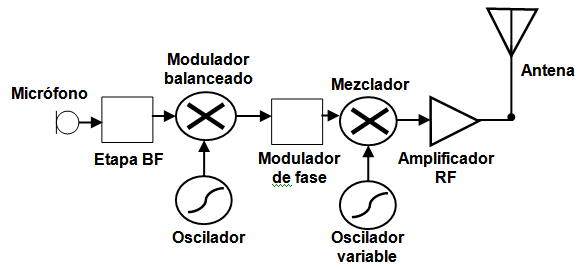 Micrófono
Etapa BF
Modulador
balanceado
Oscilador
Modulador
de fase
Mezclador
Oscilador
variable
Amplificador
RF
Antena